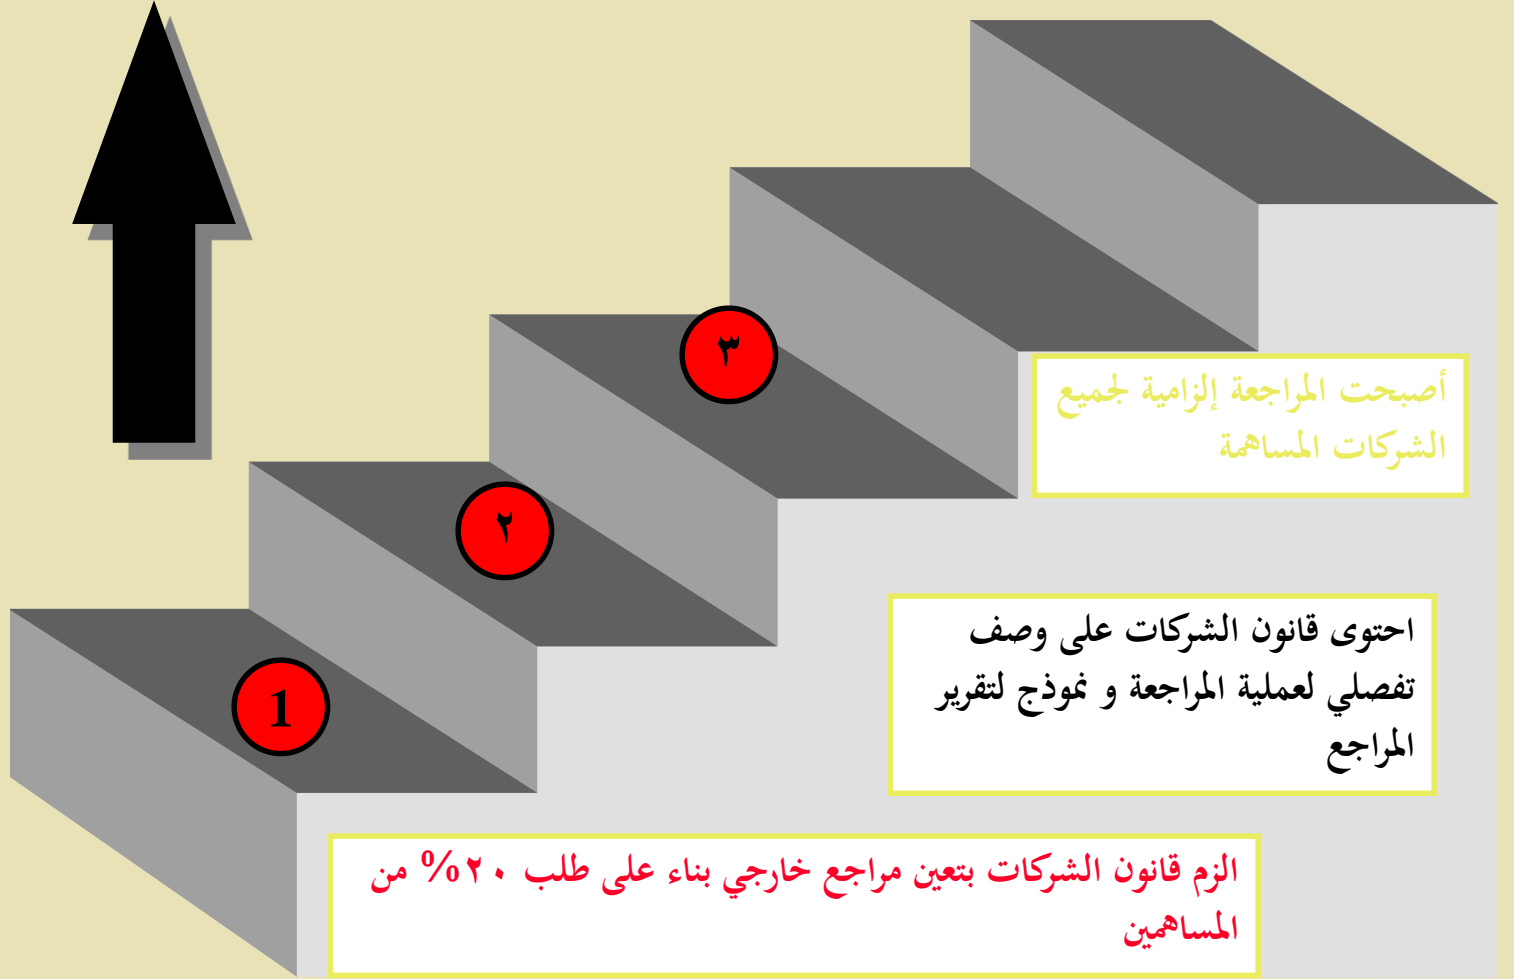 ٣
أصبحت المراجعة إلزامية لجميع
الشركات المساهمة
٢
احتوى قانون الشركات على وصف
تفصلي لعملية المراجعة و نموذج لتقرير
المراجع
1
الزم قانون الشركات بتعين مراجع خارجي بناء على طلب ٢٠% من
المساهمين